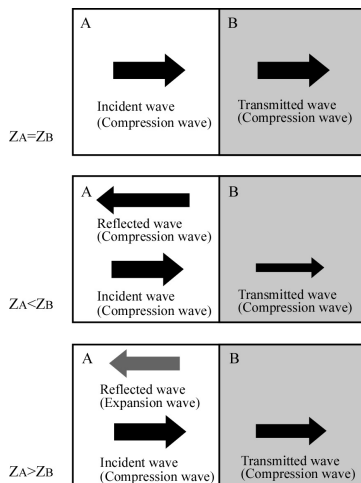 A
B
Incident wave
(Compression wave)
Transmitted wave
(Compression wave)
ZA=ZB
A
B
Reflected wave
(Compression wave)
Incident wave
(Compression wave)
Transmitted wave
(Compression wave)
ZA<ZB
A
B
Reflected wave
(Expansion wave)
Incident wave
(Compression wave)
Transmitted wave
(Compression wave)
ZA>ZB